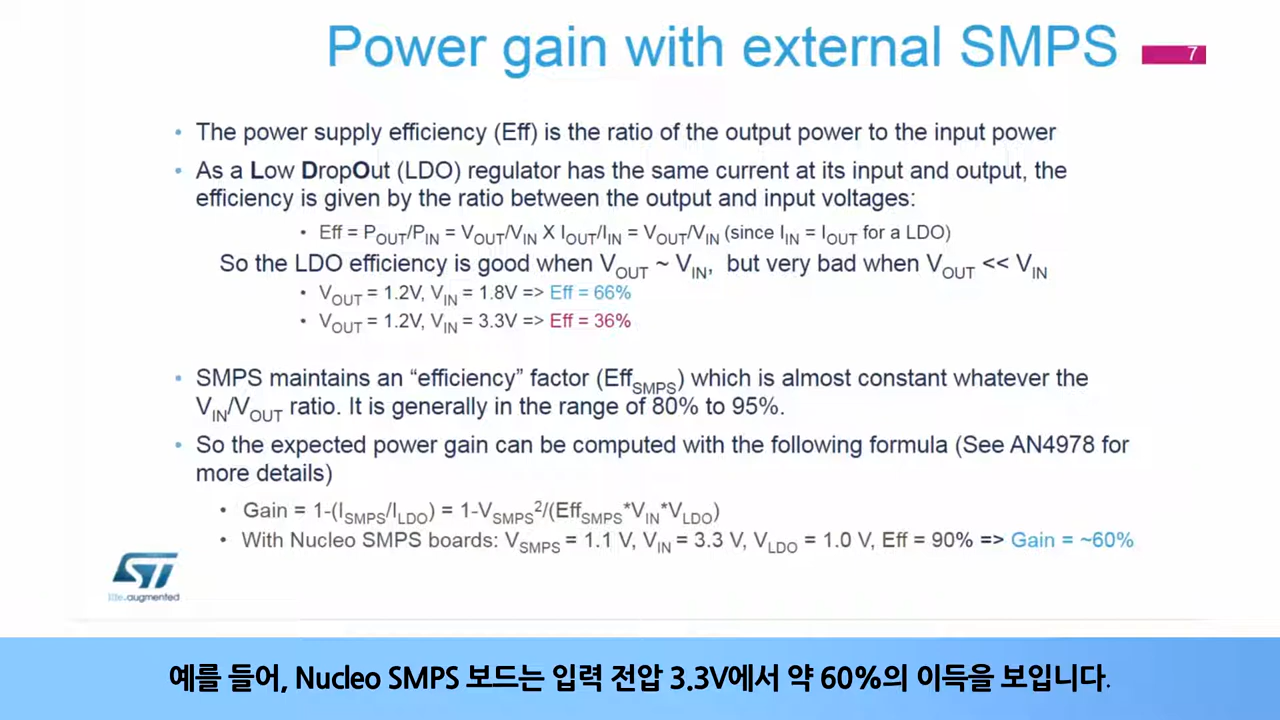 Power gain with external SMPS
7
• The power supply efficiency (Eff) is the ratio of the output power to the input power
• As a Low DropOut (LDO) regulator has the same current at its input and output, the
efficiency is given by the ratio between the output and input voltages:
• Eff = POUT/PIN = VOUT/VIN X IOUT/IIN = VOUT/VIN (since IIN = IOUT for a LDO)
So the LDO efficiency is good when VOUT ~ VIN, but very bad when VOUT << VIN
• VOUT = 1.2V, VIN = 1.8V => Eff = 66%
• VOUT = 1.2V, VIN = 3.3V => Eff = 36%
• SMPS maintains an “efficiency” factor (EffSMPS) which is almost constant whatever the
VIN/VOUT ratio. It is generally in the range of 80% to 95%.
• So the expected power gain can be computed with the following formula (See AN4978 for
more details)
• Gain = 1-(ISMPS/ILDO) = 1-VSMPS²/(EffSMPS*VIN*VLDO)
• With Nucleo SMPS boards: VSMPS = 1.1 V, VIN = 3.3 V, VLDO = 1.0 V, Eff = 90% => Gain = ~60%
ST
life.augmented
예를 들어, Nucleo SMPS 보드는 입력 전압 3.3V에서 약 60%의 이득을 보입니다.